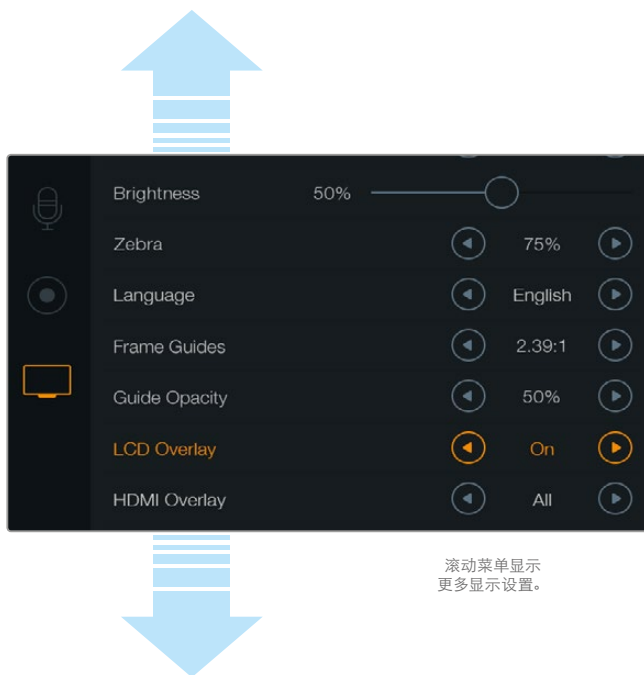 Brightness 50%
Zebra 75%
Language English
Frame Guides 2.39:1
Guide Opacity 50%
LCD Overlay On
HDMI Overlay All
滚动菜单显示
更多显示设置。